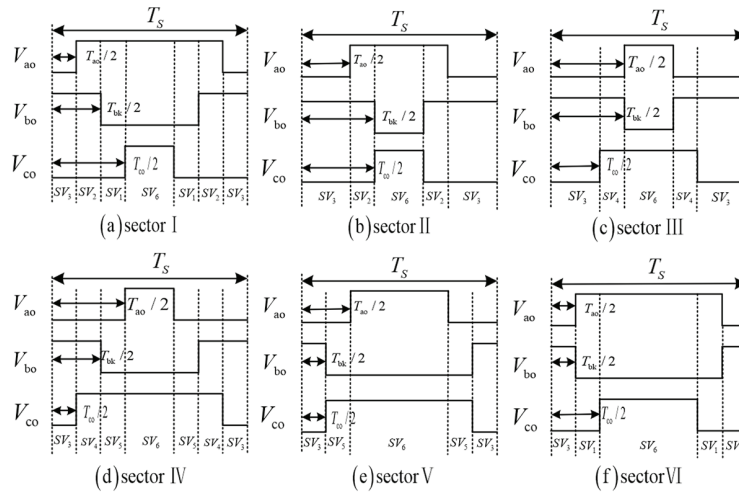 T_S T_S T_S
V_ao T_ao/2 V_ao T_ao/2 V_ao T_ao/2
V_bo T_bk/2 V_bo T_bk/2 V_bo T_bk/2
V_co T_co/2 V_co T_co/2 V_co T_co/2
SV_3 SV_2 SV_1 SV_6 SV_1 SV_2 SV_3 SV_3 SV_2 SV_6 SV_2 SV_3 SV_3 SV_4 SV_6 SV_4 SV_3
(a)sector I (b)sector II (c)sector III
T_S T_S T_S
V_ao T_ao/2 V_ao T_ao/2 V_ao T_ao/2
V_bo T_bk/2 V_bo T_bk/2 V_bo T_bk/2
V_co T_co/2 V_co T_co/2 V_co T_co/2
SV_3 SV_4 SV_5 SV_6 SV_5 SV_4 SV_3 SV_3 SV_5 SV_6 SV_5 SV_3 SV_3 SV_1 SV_6 SV_1 SV
(d)sector IV (e)sector V (f)sector VI